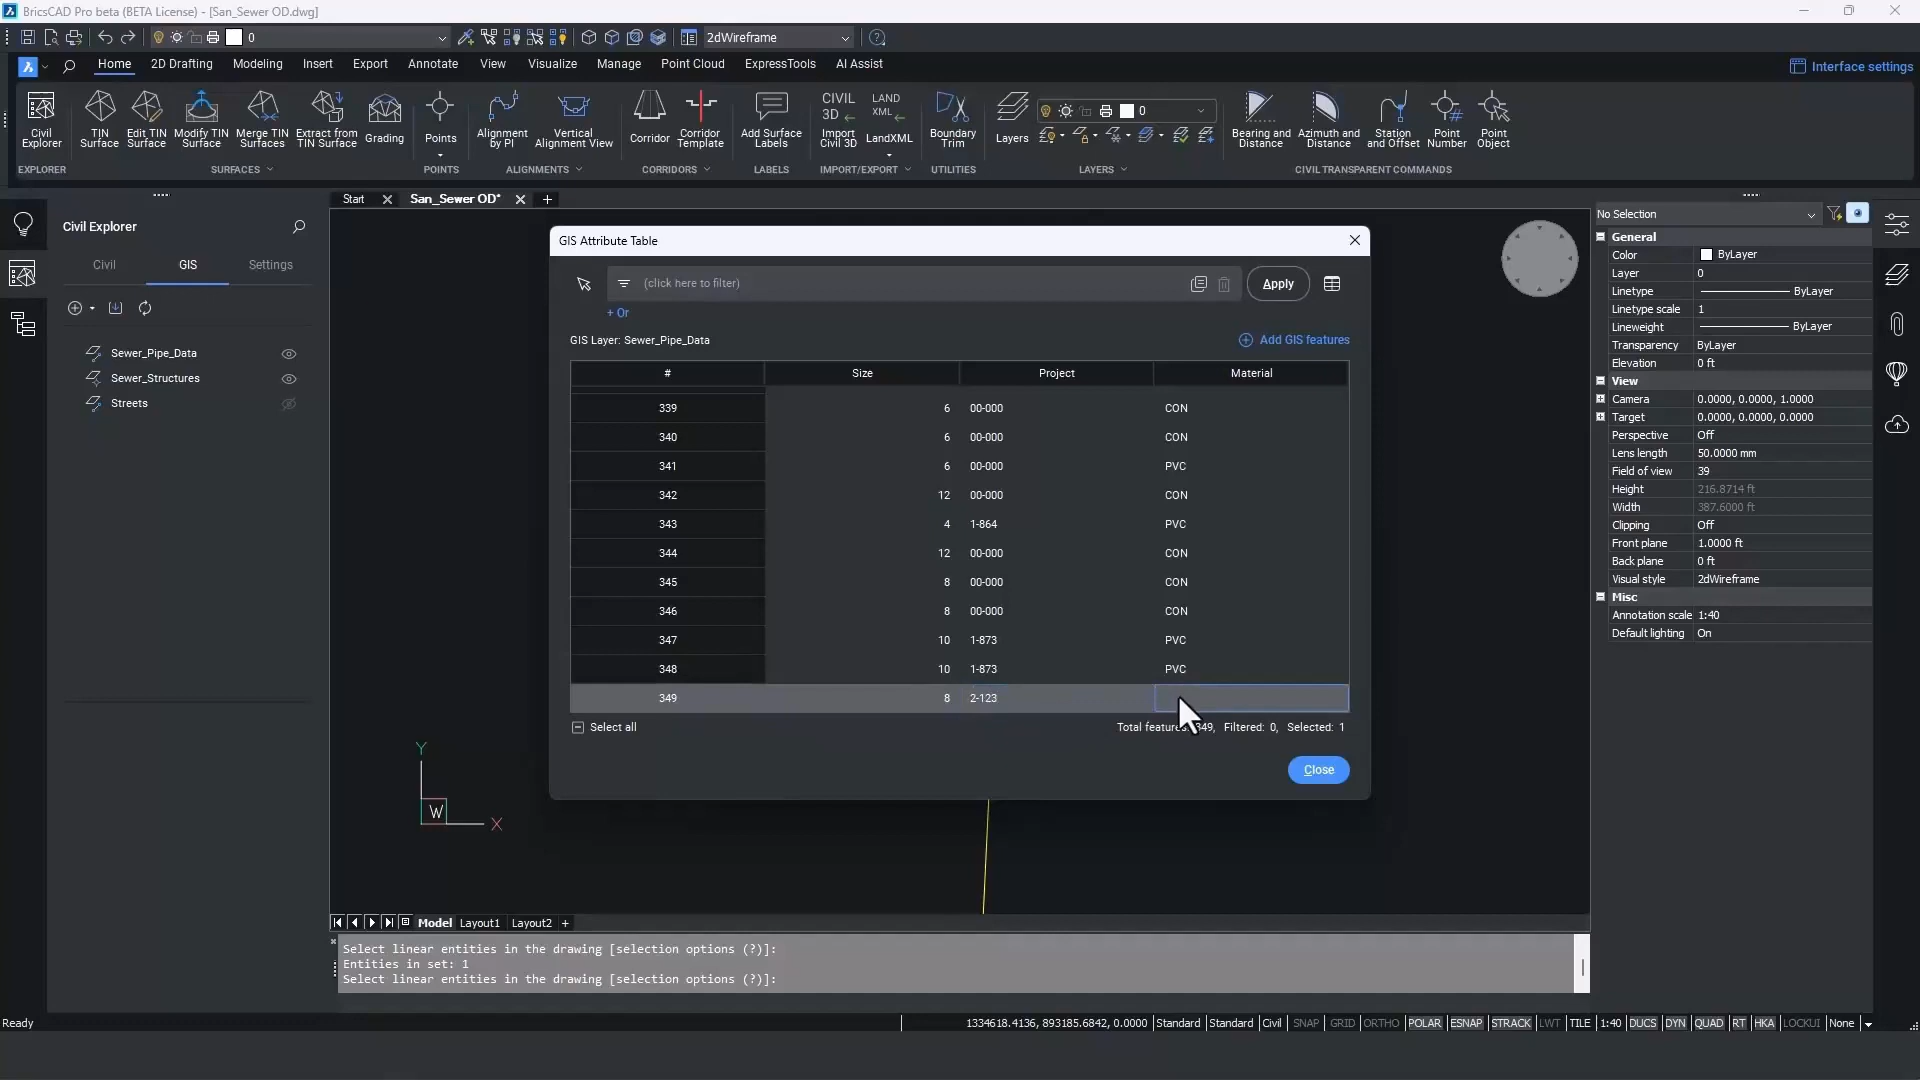 BricsCAD Pro beta (BETA License) - [San_Sewer OD.dwg]
0
2dWireframe
Home 2D Drafting Modeling Insert Export Annotate View Visualize Manage Point Cloud ExpressTools AI Assist
Interface settings
Civil Explorer
TIN Surface
Edit TIN Surface
Modify TIN Surface
Merge TIN Surfaces
Extract from TIN Surface
Grading
Points
Alignment by PI
Vertical Alignment View
Corridor
Corridor Template
Add Surface Labels
CIVIL 3D
Import Civil 3D
LAND XML
LandXML
Boundary Trim
Layers
0
Bearing and Distance
Azimuth and Distance
Station and Offset
Point Number
Point Object
EXPLORER SURFACES POINTS ALIGNMENTS CORRIDORS LABELS IMPORT/EXPORT UTILITIES LAYERS CIVIL TRANSPARENT COMMANDS
Start San_Sewer OD*
Civil Explorer
Civil GIS Settings
Sewer_Pipe_Data
Sewer_Structures
Streets
GIS Attribute Table
(click here to filter)
Apply
+ Or
GIS Layer: Sewer_Pipe_Data
Add GIS features
# Size Project Material
339 6 00-000 CON
340 6 00-000 CON
341 6 00-000 PVC
342 12 00-000 CON
343 4 1-864 PVC
344 12 00-000 CON
345 8 00-000 CON
346 8 00-000 CON
347 10 1-873 PVC
348 10 1-873 PVC
349 8 2-123
Select all
Total 349, Filtered: 0, Selected: 1
Close
Y
W
X
No Selection
General
Color ByLayer
Layer 0
Linetype ByLayer
Linetype scale 1
Lineweight ByLayer
Transparency ByLayer
Elevation 0 ft
View
Camera 0.0000, 0.0000, 1.0000
Target 0.0000, 0.0000, 0.0000
Perspective Off
Lens length 50.0000 mm
Field of view 39
Height 216.8714 ft
Width 387.6000 ft
Clipping Off
Front plane 1.0000 ft
Back plane 0 ft
Visual style 2dWireframe
Misc
Annotation scale 1:40
Default lighting On
Model Layout1 Layout2 +
Select linear entities in the drawing [selection options (?)]:
Entities in set: 1
Select linear entities in the drawing [selection options (?)]:
Ready
1334618.4136, 893185.6842, 0.0000 Standard Standard Civil SNAP GRID ORTHO POLAR ESNAP STRACK LWT TILE 1:40 DUCS DYN QUAD RT HKA LOCKUI None